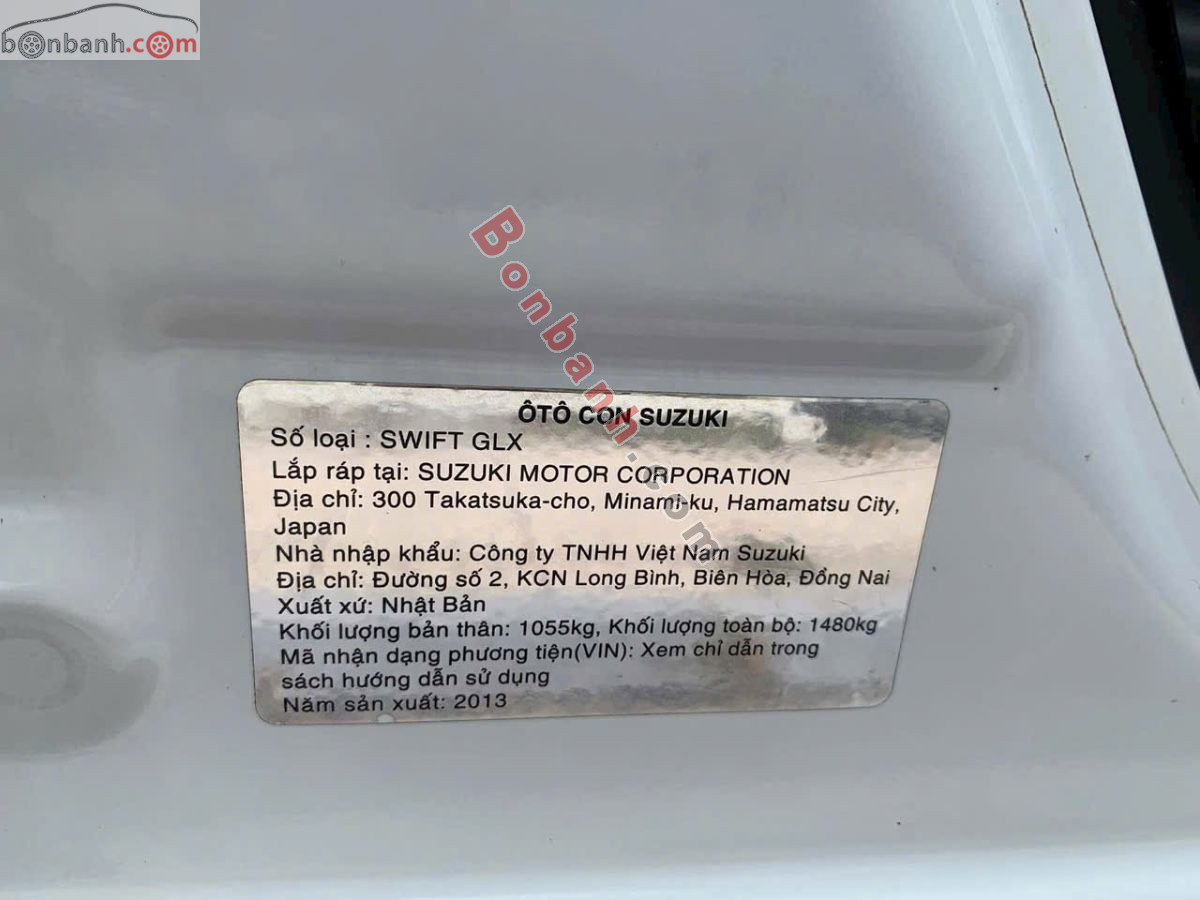 bonbanh.com
Bonbanh.com
ÔTÔ CON SUZUKI
Số loại : SWIFT GLX
Lắp ráp tại: SUZUKI MOTOR CORPORATION
Địa chỉ: 300 Takatsuka-cho, Minami-ku, Hamamatsu City,
Japan
Nhà nhập khẩu: Công ty TNHH Việt Nam Suzuki
Địa chỉ: Đường số 2, KCN Long Bình, Biên Hòa, Đồng Nai
Xuất xứ: Nhật Bản
Khối lượng bản thân: 1055kg, Khối lượng toàn bộ: 1480kg
Mã nhận dạng phương tiện(VIN): Xem chỉ dẫn trong
sách hướng dẫn sử dụng
Năm sản xuất: 2013